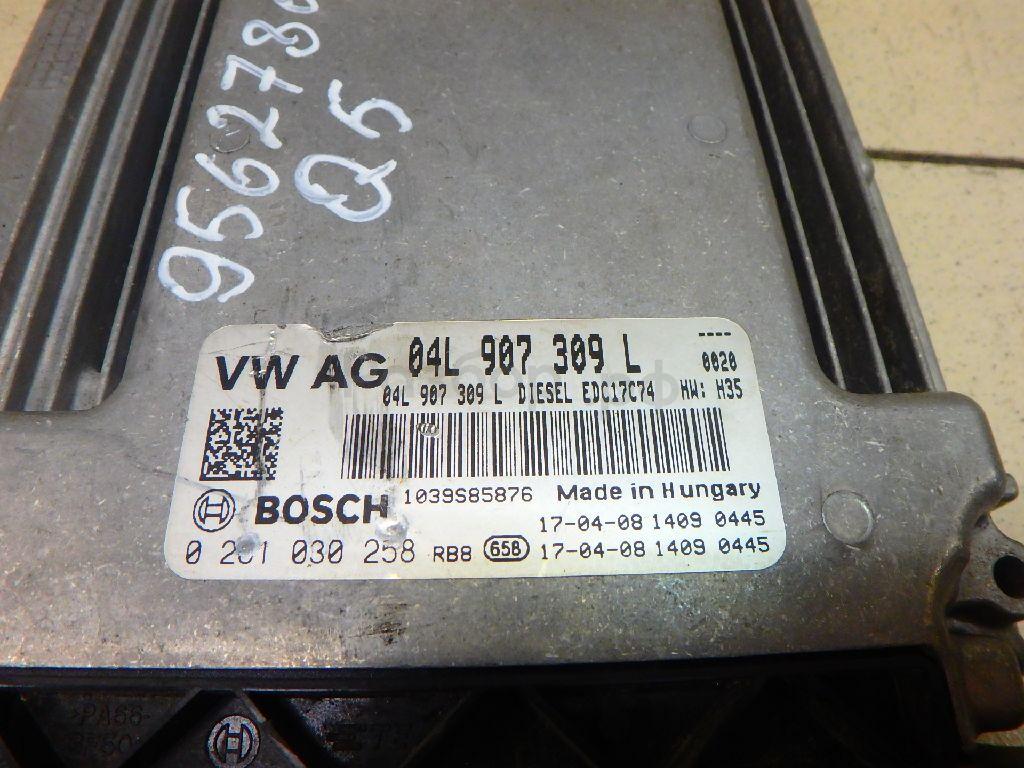 956278
Q5
VW AG 04L 907 309 L ----
0020
04L 907 309 L DIESEL EDC17C74 HW: H35
1039S85876 Made in Hungary
BOSCH
17-04-08 1409 0445
0 281 030 258 RB8 658 17-04-08 1409 0445
>PA66-